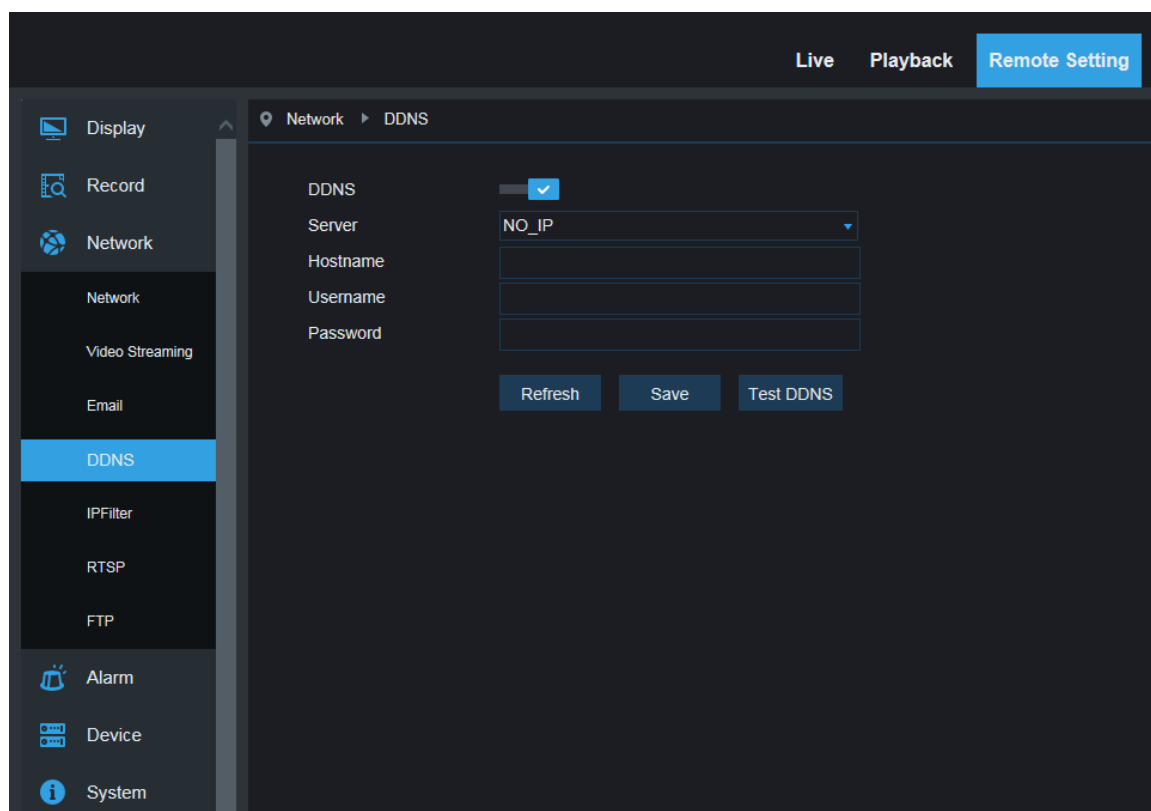 Live Playback Remote Setting
Display
Record
Network
Network
Video Streaming
Email
DDNS
IPFilter
RTSP
FTP
Alarm
Device
System
Network DDNS
DDNS
Server NO_IP
Hostname
Username
Password
Refresh Save Test DDNS